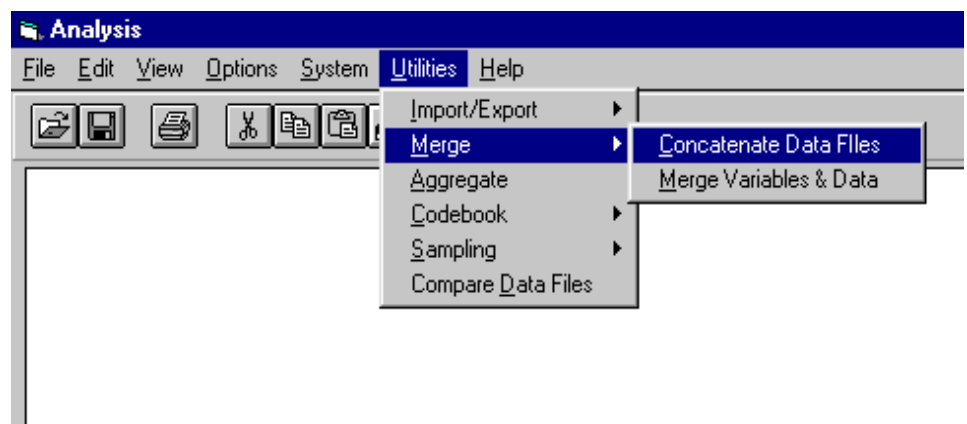 Analysis
File Edit View Options System Utilities Help
Import/Export
Merge
Aggregate
Codebook
Sampling
Compare Data Files
Concatenate Data FIles
Merge Variables & Data